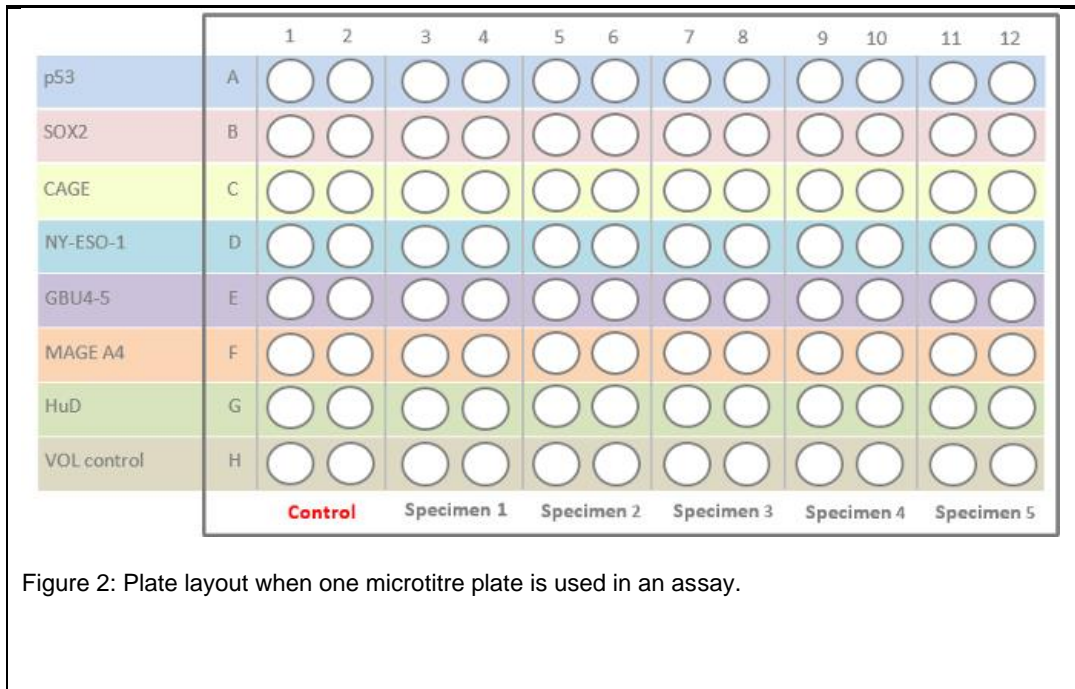 1 2 3 4 5 6 7 8 9 10 11 12
p53 A
SOX2 B
CAGE C
NY-ESO-1 D
GBU4-5 E
MAGE A4 F
HuD G
VOL control H
Control Specimen 1 Specimen 2 Specimen 3 Specimen 4 Specimen 5
Figure 2: Plate layout when one microtitre plate is used in an assay.